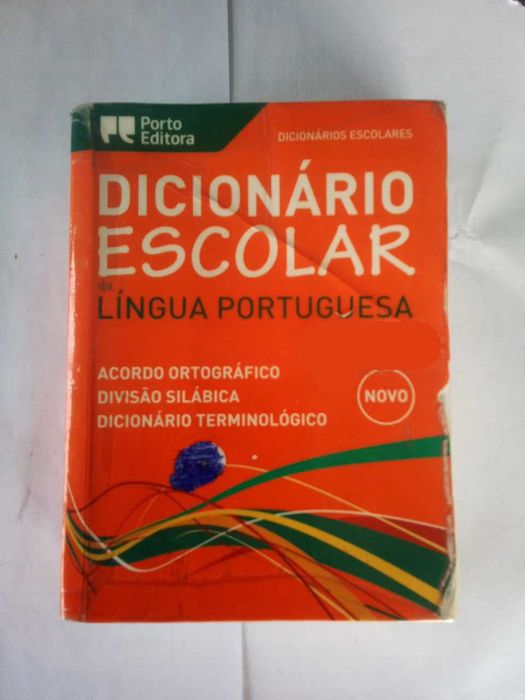 Porto
Editora
DICIONÁRIOS ESCOLARES
DICIONÁRIO
ESCOLAR
da
LÍNGUA PORTUGUESA
ACORDO ORTOGRÁFICO
DIVISÃO SILÁBICA
DICIONÁRIO TERMINOLÓGICO
NOVO